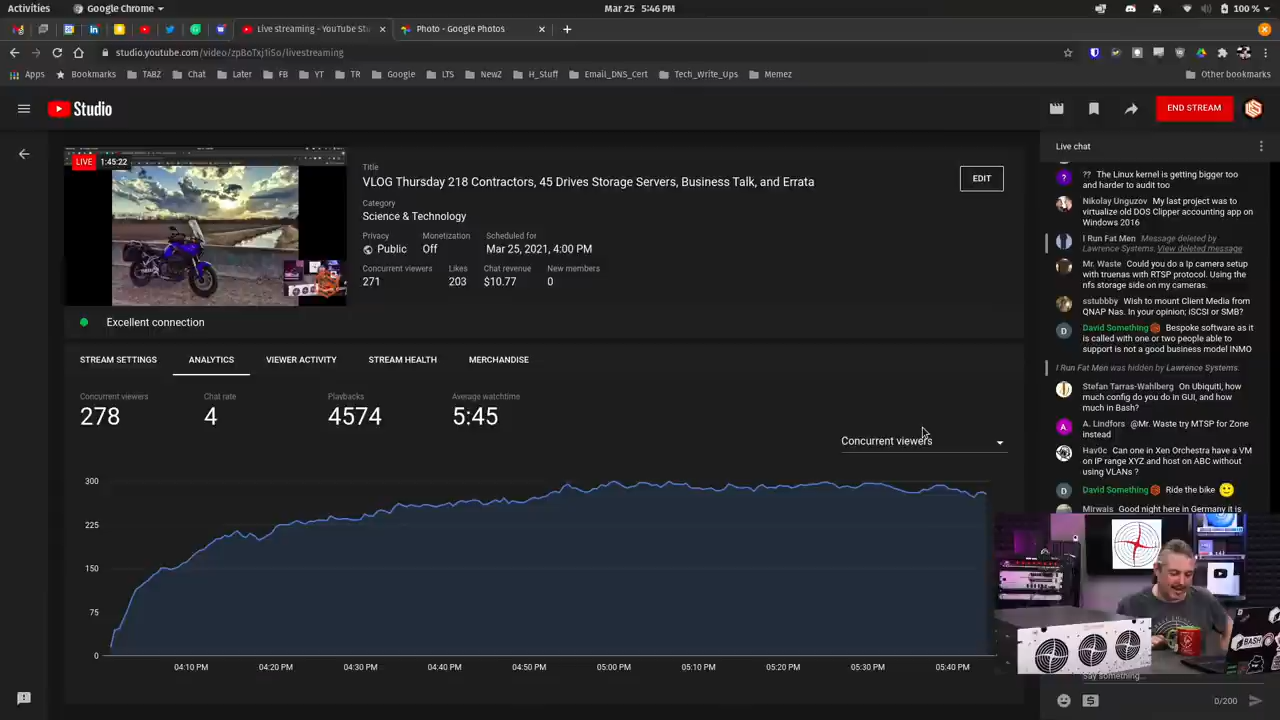 Activities
Google Chrome
Mar 25 5:46 PM
100 %
Live streaming - YouTube Stu
Photo - Google Photos
studio.youtube.com/video/zpBoTxj1iSo/livestreaming
Apps
Bookmarks
TABZ
Chat
Later
FB
YT
TR
Google
LTS
NewZ
H_Stuff
Email_DNS_Cert
Tech_Write_Ups
Memez
Other bookmarks
Studio
END STREAM
LIVE 1:45:22
Title
VLOG Thursday 218 Contractors, 45 Drives Storage Servers, Business Talk, and Errata
EDIT
Category
Science & Technology
Privacy Monetization Scheduled for
Public Off Mar 25, 2021, 4:00 PM
Concurrent viewers Likes Chat revenue New members
271 203 $10.77 0
Excellent connection
STREAM SETTINGS ANALYTICS VIEWER ACTIVITY STREAM HEALTH MERCHANDISE
Concurrent viewers Chat rate Playbacks Average watchtime
278 4 4574 5:45
Concurrent viewers
300
225
150
75
0
04:10 PM 04:20 PM 04:30 PM 04:40 PM 04:50 PM 05:00 PM 05:10 PM 05:20 PM 05:30 PM 05:40 PM
Live chat
?? The Linux kernel is getting bigger too
and harder to audit too
Nikolay Unguzov My last project was to
virtualize old DOS Clipper accounting app on
Windows 2016
I Run Fat Men Message deleted by
Lawrence Systems. View deleted message
Mr. Waste Could you do a Ip camera setup
with truenas with RTSP protocol. Using the
nfs storage side on my cameras.
sstubbby Wish to mount Client Media from
QNAP Nas. In your opinion; iSCSI or SMB?
David Something Bespoke software as it
is called with one or two people able to
support is not a good business model INMO
I Run Fat Men was hidden by Lawrence Systems.
Stefan Tarras-Wahlberg On Ubiquiti, how
much config do you do in GUI, and how
much in Bash?
A. Lindfors @Mr. Waste try MTSP for Zone
instead
Hav0c Can one in Xen Orchestra have a VM
on IP range XYZ and host on ABC without
using VLANs ?
David Something Ride the bike
Mirwais Good night here in Germany it is
BASH
Say something...
0/200